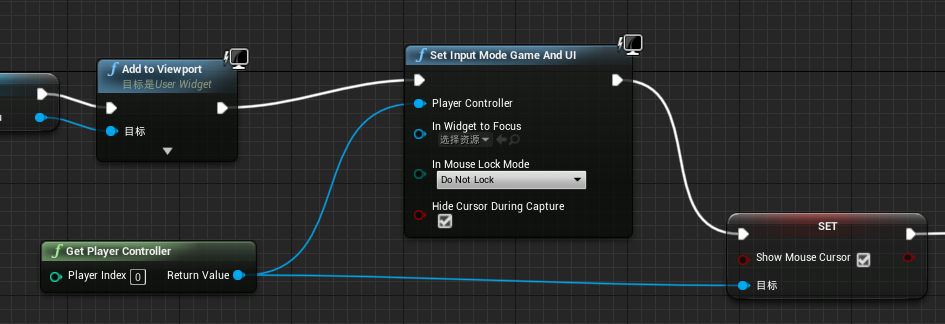 Add to Viewport
目标是User Widget
目标
Set Input Mode Game And UI
Player Controller
In Widget to Focus
选择资源
In Mouse Lock Mode
Do Not Lock
Hide Cursor During Capture
Get Player Controller
Player Index 0 Return Value
SET
Show Mouse Cursor
目标